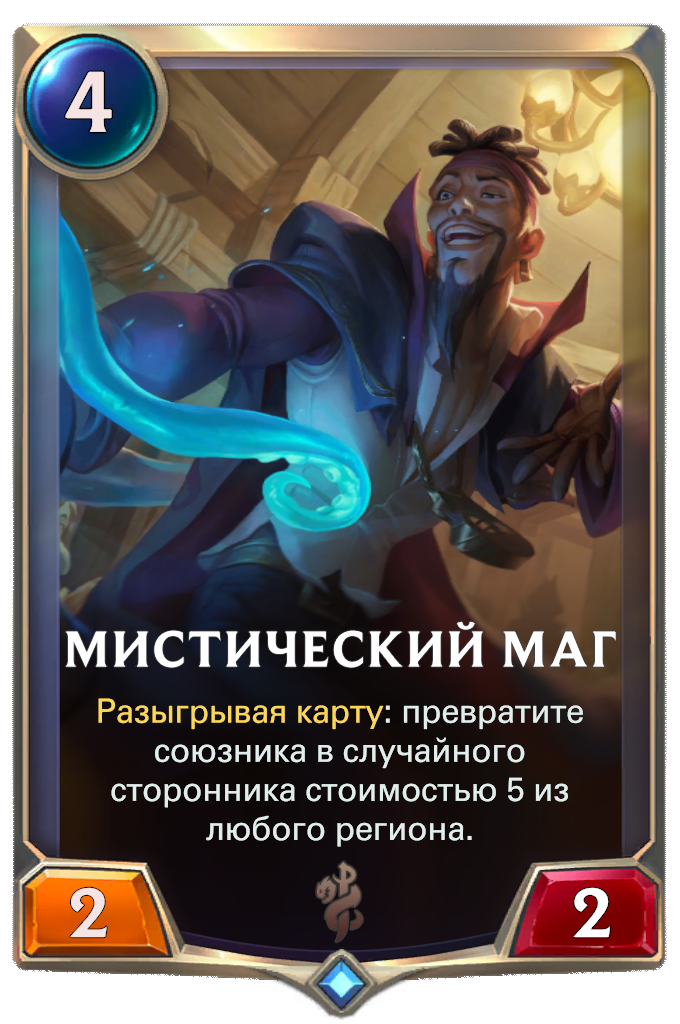 4
МИСТИЧЕСКИЙ МАГ
Разыгрывая карту: превратите
союзника в случайного
сторонника стоимостью 5 из
любого региона.
2 2